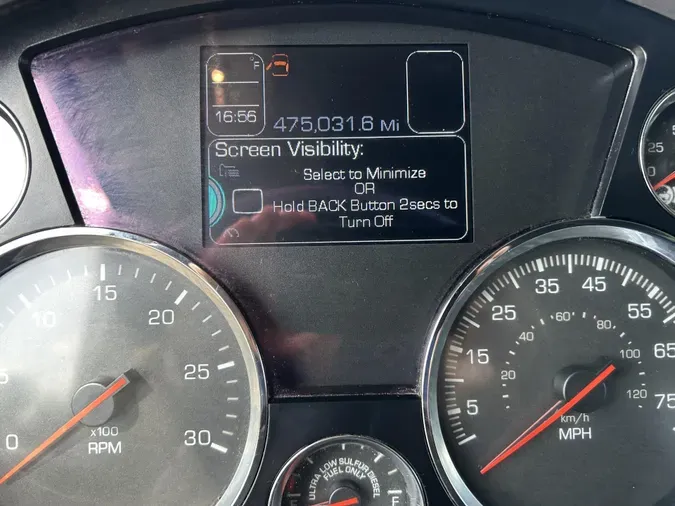 °F
16:56
475,031.6 Mi
Screen Visibility:
Select to Minimize
OR
Hold BACK Button 2secs to
Turn Off
0
10
15
20
25
30
x100
RPM
5
15
25
35
45
55
65
75
20
40
60
80
100
120
km/h
MPH
ULTRA LOW SULFUR DIESEL
FUEL ONLY
F
25
0